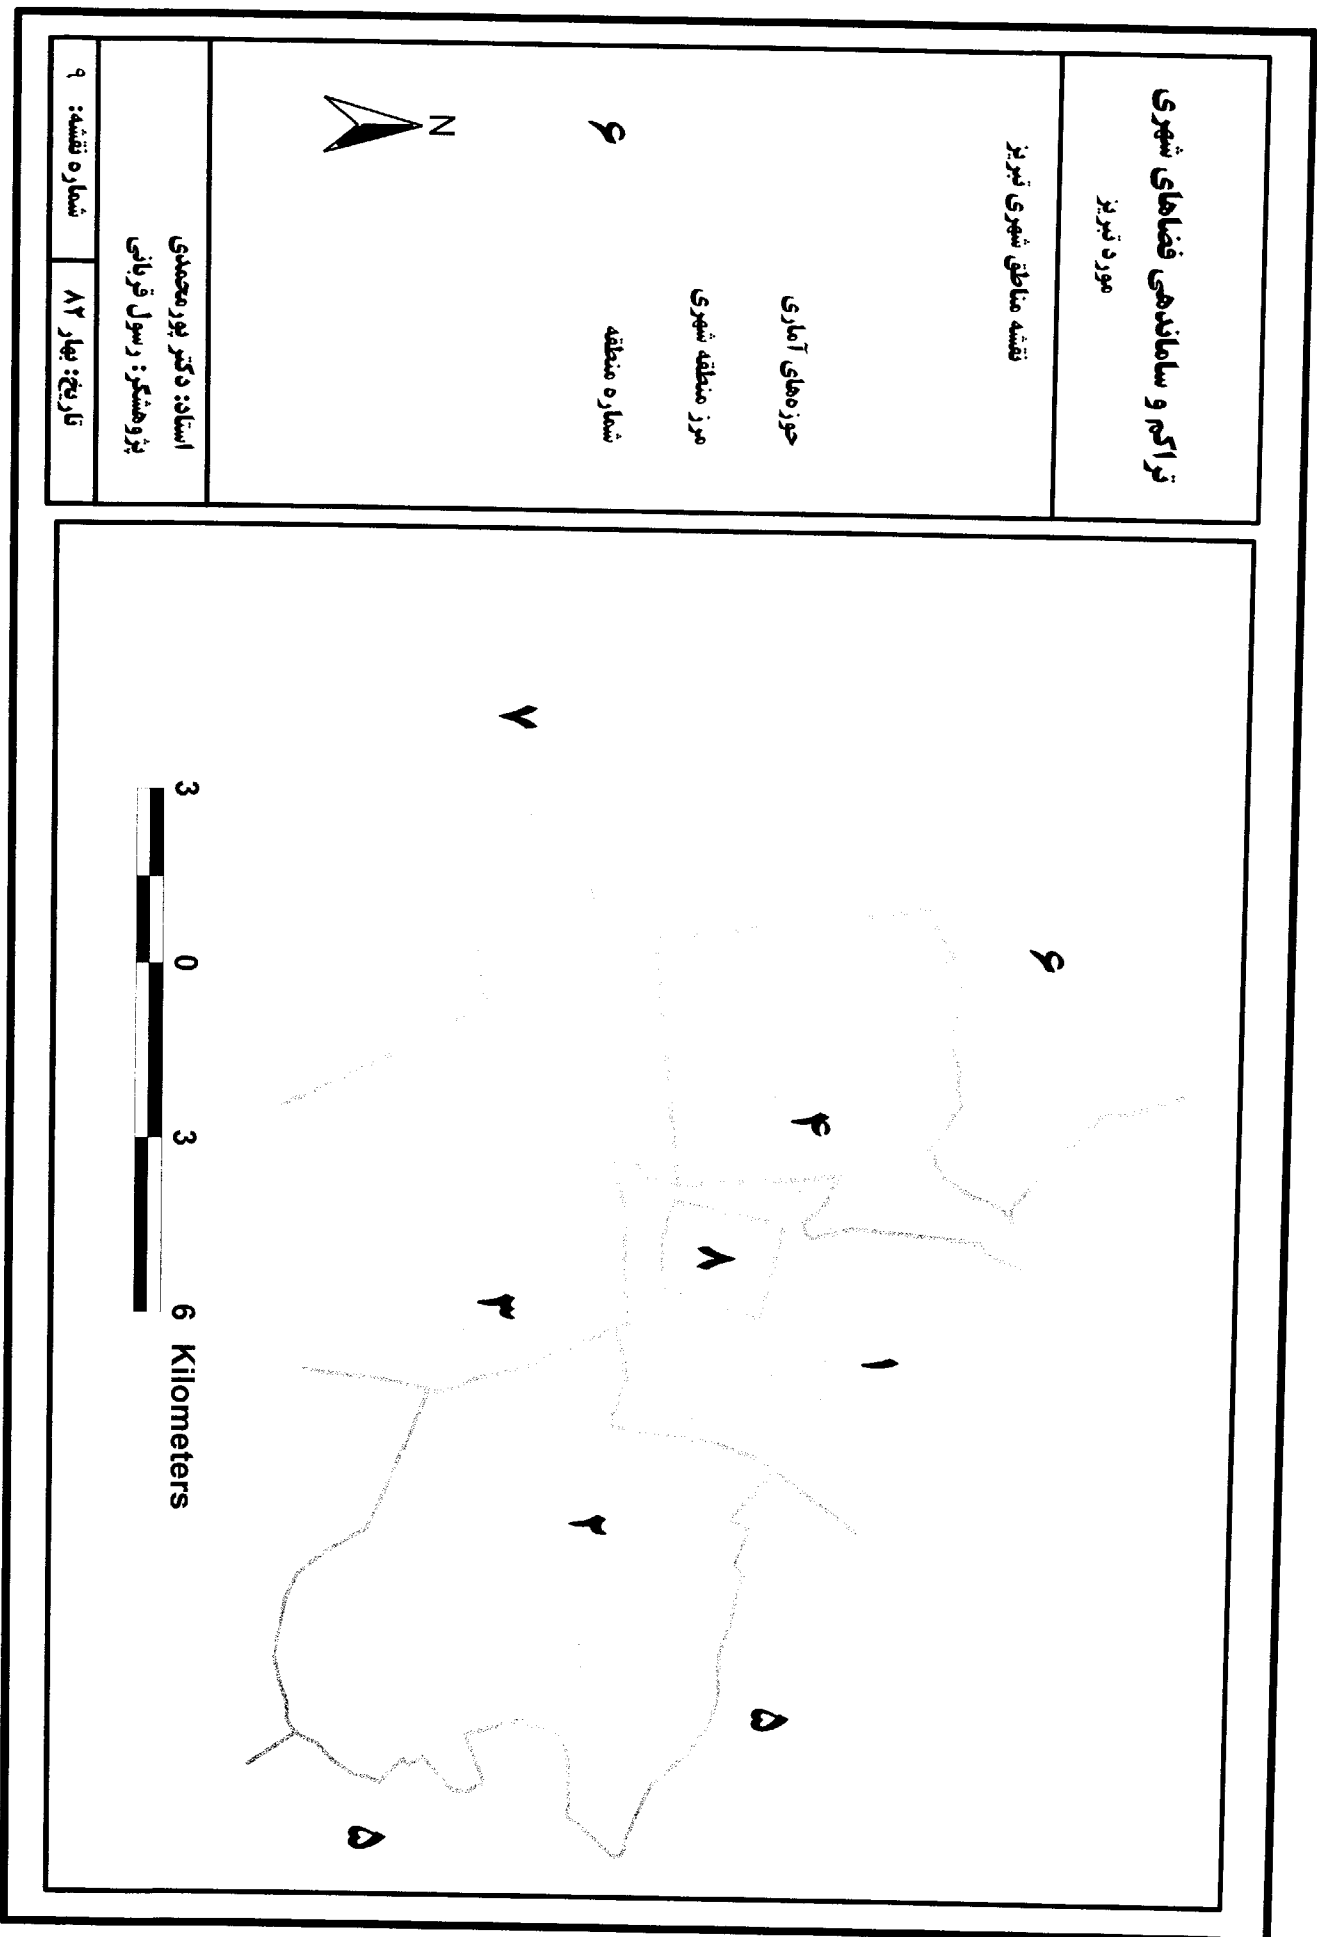 تراکم و ساماندهی فضاهای شهری
مورد تبریز
نقشه مناطق شهری تبریز
حوزه‌های آماری
مرز منطقه شهری
شماره منطقه
۶
N
استاد: دکتر پورمحمدی
پژوهشگر: رسول قربانی
شماره نقشه: ۹
تاریخ: بهار ۸۲
۶
۱
۵
۴
۸
۲
۷
۳
۵
3 0 3 6 Kilometers